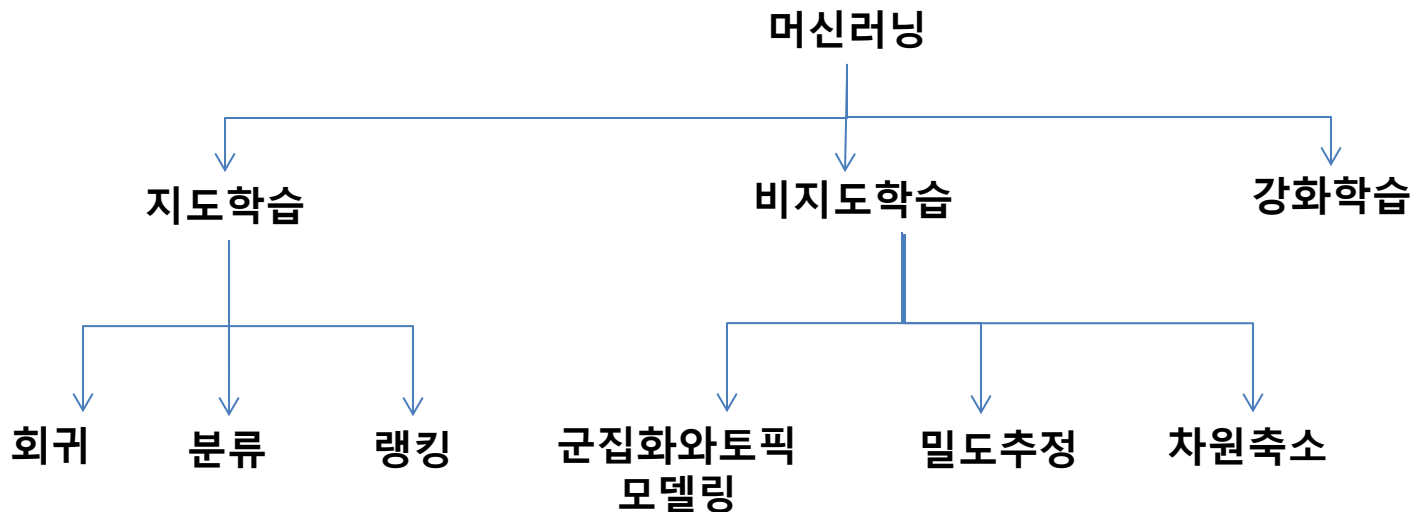 머신러닝
지도학습
비지도학습
강화학습
회귀
분류
랭킹
군집화와토픽
모델링
밀도추정
차원축소